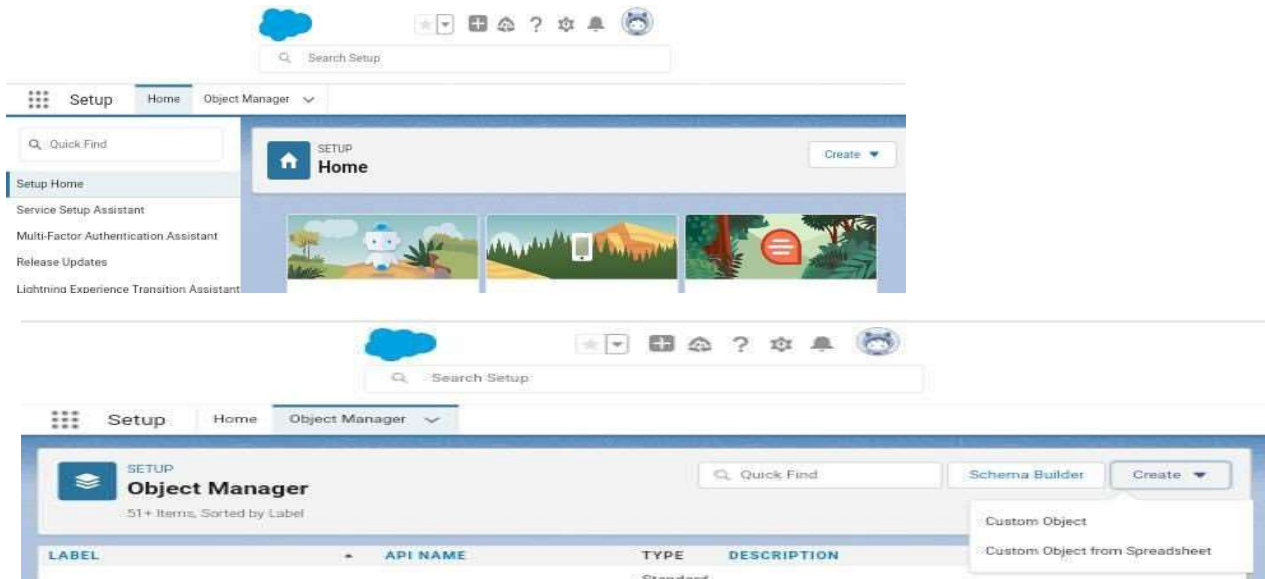 Search Setup
Setup Home Object Manager
Quick Find
SETUP
Home
Create
Setup Home
Service Setup Assistant
Multi-Factor Authentication Assistant
Release Updates
Lightning Experience Transition Assistant
Search Setup
Setup Home Object Manager
SETUP
Object Manager
51+ Items, Sorted by Label
Quick Find
Schema Builder
Create
Custom Object
Custom Object from Spreadsheet
LABEL API NAME TYPE DESCRIPTION
Standard